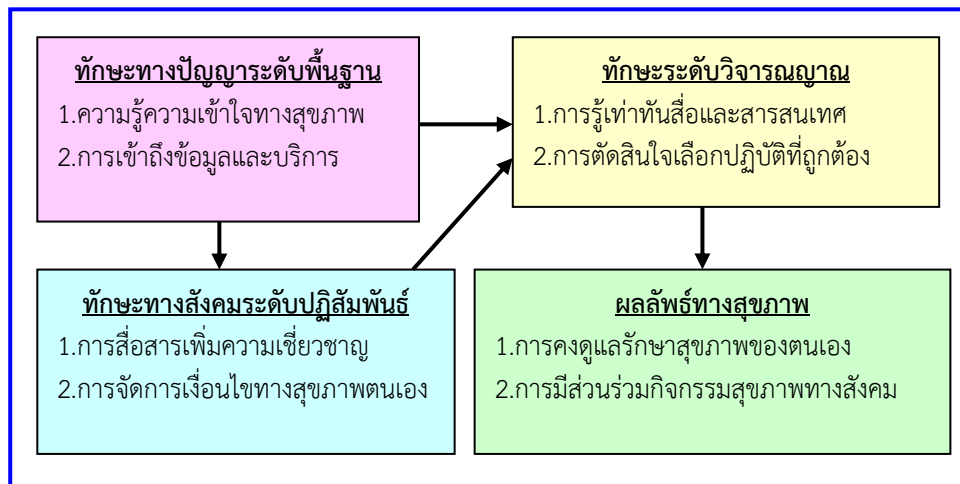 ทักษะทางปัญญาระดับพื้นฐาน
1.ความรู้ความเข้าใจทางสุขภาพ
2.การเข้าถึงข้อมูลและบริการ
ทักษะระดับวิจารณญาณ
1.การรู้เท่าทันสื่อและสารสนเทศ
2.การตัดสินใจเลือกปฏิบัติที่ถูกต้อง
ทักษะทางสังคมระดับปฏิสัมพันธ์
1.การสื่อสารเพิ่มความเชี่ยวชาญ
2.การจัดการเงื่อนไขทางสุขภาพตนเอง
ผลลัพธ์ทางสุขภาพ
1.การคงดูแลรักษาสุขภาพของตนเอง
2.การมีส่วนร่วมกิจกรรมสุขภาพทางสังคม